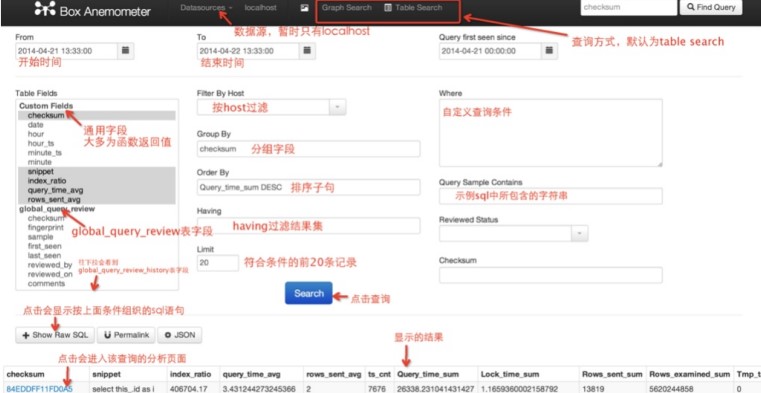 Box Anemometer
Datasources
localhost
Graph Search
Table Search
checksum
Find Query
数据源，暂时只有localhost
查询方式，默认为table search
From
To
Query first seen since
2014-04-21 13:33:00
2014-04-22 13:33:00
2014-04-21 00:00:00
开始时间
结束时间
Table Fields
Custom Fields
checksum
date
hour
hour_ts
minute_ts
minute
snippet
index_ratio
query_time_avg
rows_sent_avg
global_query_review
checksum
fingerprint
sample
first_seen
last_seen
reviewed_by
reviewed_on
comments
通用字段
大多为函数返回值
global_query_review表字段
往下拉会看到
global_query_review_history表字段
Filter By Host
按host过滤
Group By
checksum
分组字段
Order By
Query_time_sum DESC
排序子句
Having
having过滤结果集
Limit
20
符合条件的前20条记录
Where
自定义查询条件
Query Sample Contains
示例sql中所包含的字符串
Reviewed Status
Checksum
Search
点击查询
点击会显示按上面条件组织的sql语句
Show Raw SQL
Permalink
JSON
点击会进入该查询的分析页面
显示的结果
checksum snippet index_ratio query_time_avg rows_sent_avg ts_cnt Query_time_sum Lock_time_sum Rows_sent_sum Rows_examined_sum Tmp_t
84EDDFF11FD0A5 select this_.id as i 406704.17 3.431244273245366 2 7676 26338.231041431427 1.1659360002158792 13819 5620244858 0